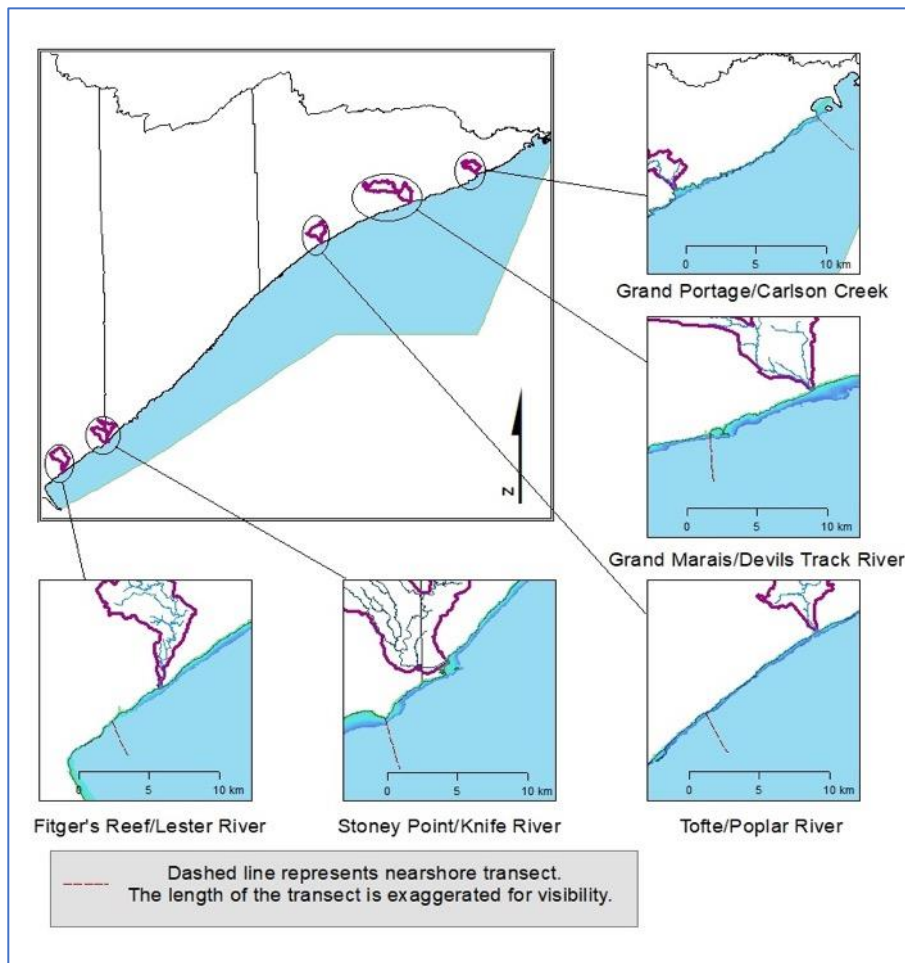 0 5 10 km
Grand Portage/Carlson Creek
N
0 5 10 km
Grand Marais/Devils Track River
0 5 10 km
Fitger's Reef/Lester River
0 5 10 km
Stoney Point/Knife River
0 5 10 km
Tofte/Poplar River
Dashed line represents nearshore transect.
The length of the transect is exaggerated for visibility.